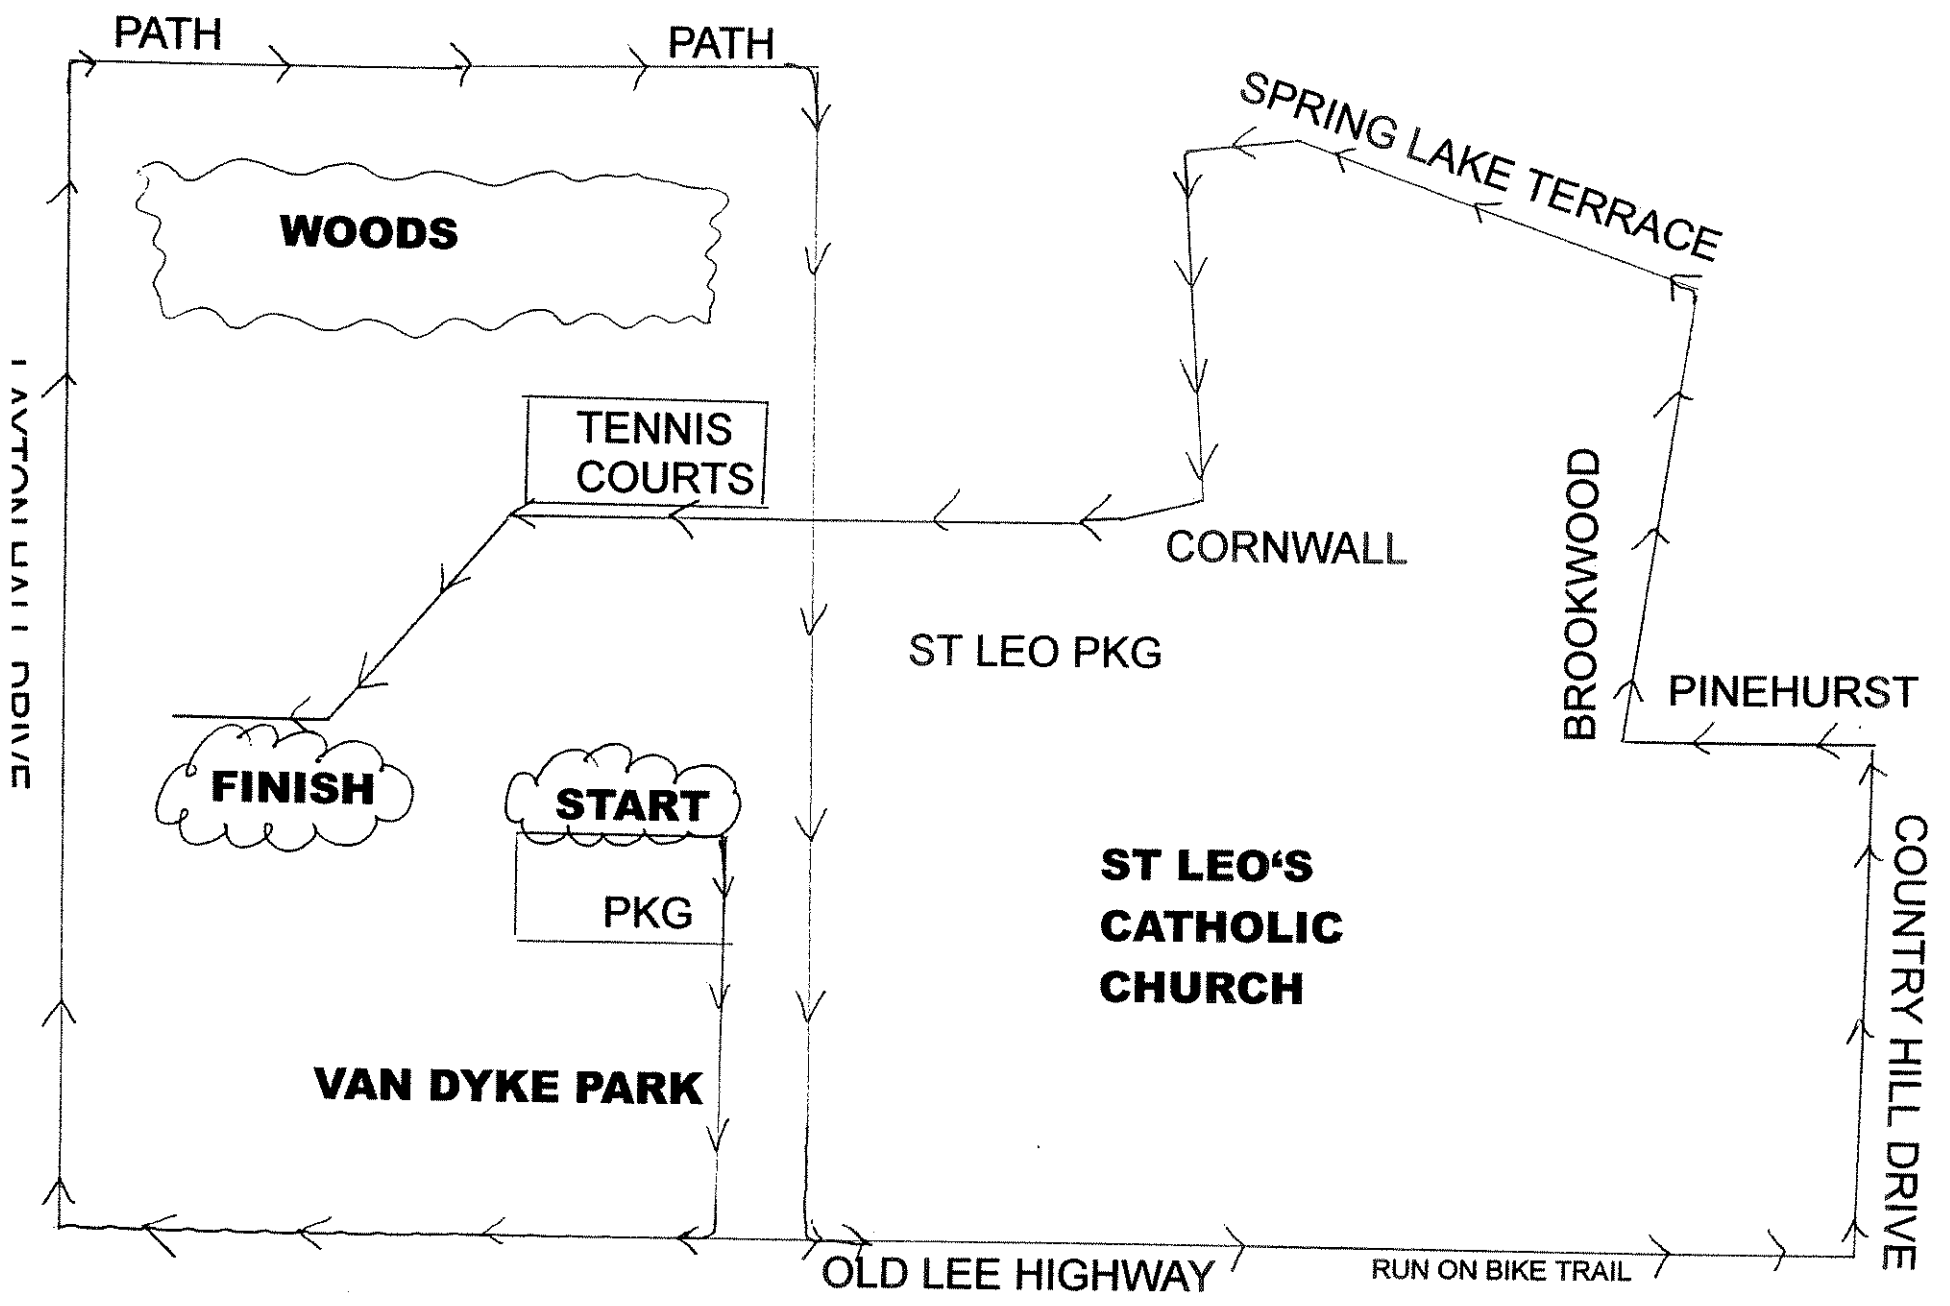 PATH
PATH
SPRING LAKE TERRACE
WOODS
TENNIS
COURTS
CORNWALL
BROOKWOOD
ST LEO PKG
PINEHURST
FINISH
START
ST LEO'S
CATHOLIC
CHURCH
PKG
COUNTRY HILL DRIVE
VAN DYKE PARK
OLD LEE HIGHWAY
RUN ON BIKE TRAIL
DRIVE